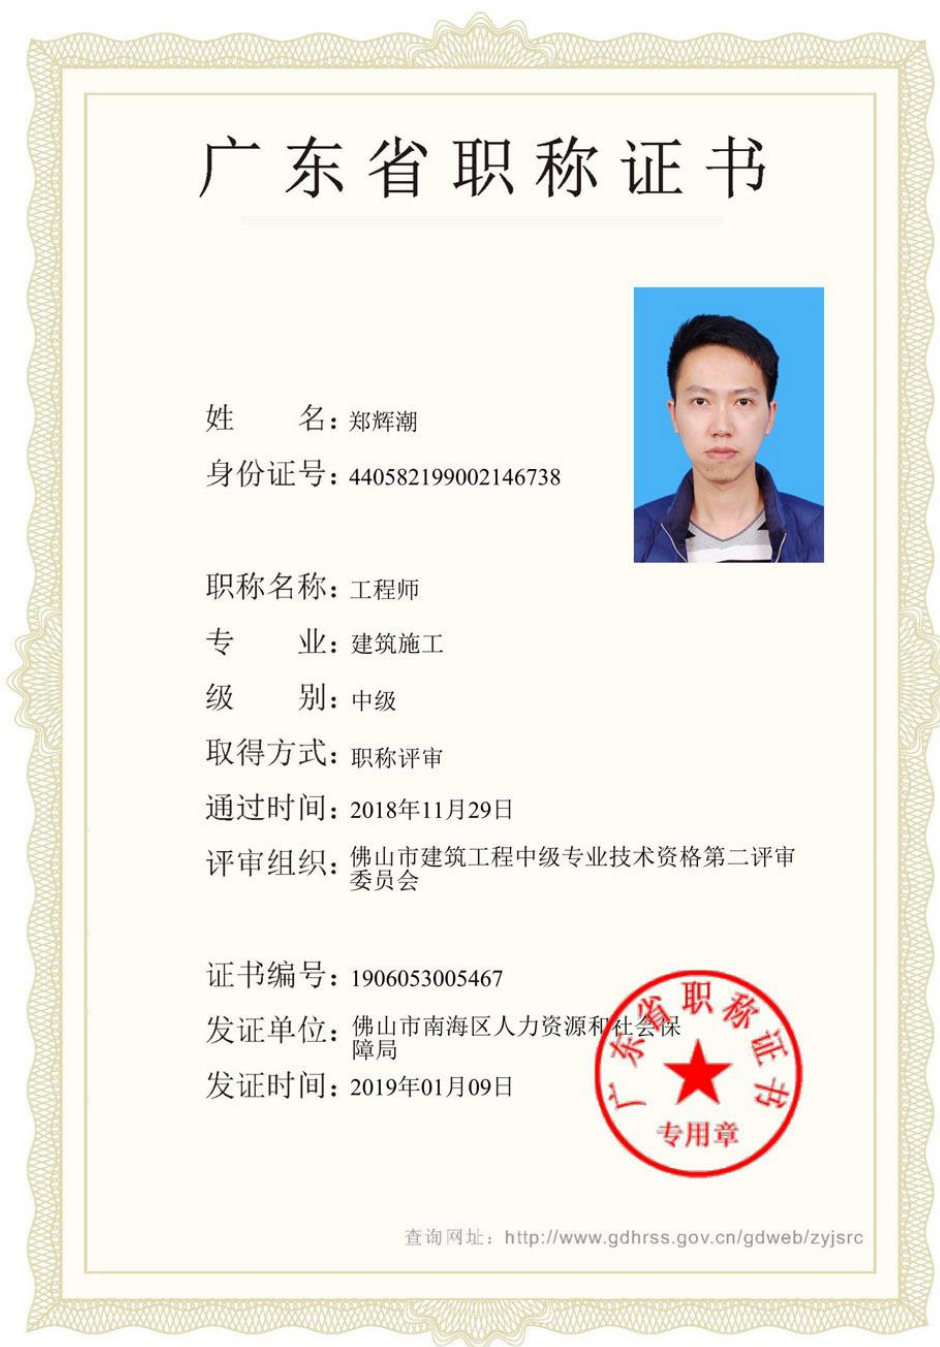 广东省职称证书
姓 名：郑辉潮
身份证号：440582199002146738
职称名称：工程师
专 业：建筑施工
级 别：中级
取得方式：职称评审
通过时间：2018年11月29日
评审组织：佛山市建筑工程中级专业技术资格第二评审
委员会
证书编号：1906053005467
发证单位：佛山市南海区人力资源和社会保
障局
发证时间：2019年01月09日
广东省职称证书
专用章
查询网址：http://www.gdhrss.gov.cn/gdweb/zyjsrc